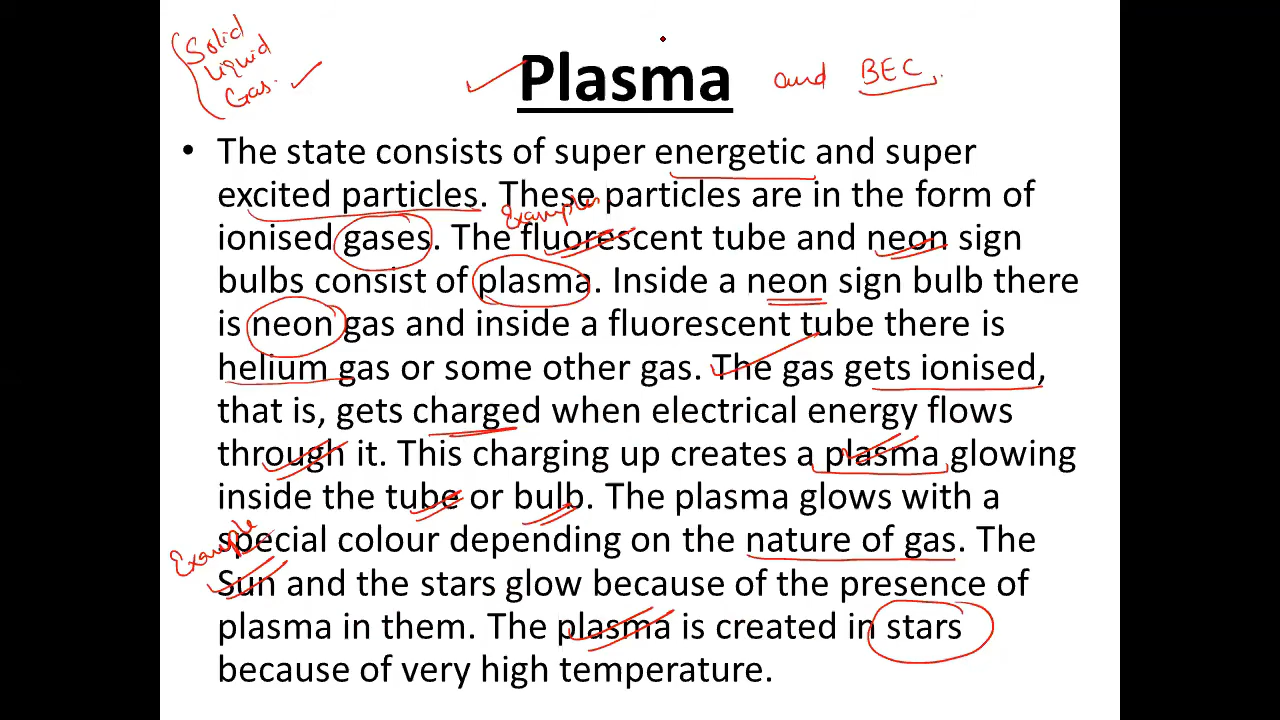 Solid
Liquid
Gas.
Plasma and BEC.
• The state consists of super energetic and super
excited particles. These particles are in the form of
Examples
ionised gases. The fluorescent tube and neon sign
bulbs consist of plasma. Inside a neon sign bulb there
is neon gas and inside a fluorescent tube there is
helium gas or some other gas. The gas gets ionised,
that is, gets charged when electrical energy flows
through it. This charging up creates a plasma glowing
inside the tube or bulb. The plasma glows with a
special colour depending on the nature of gas. The
Example
Sun and the stars glow because of the presence of
plasma in them. The plasma is created in stars
because of very high temperature.